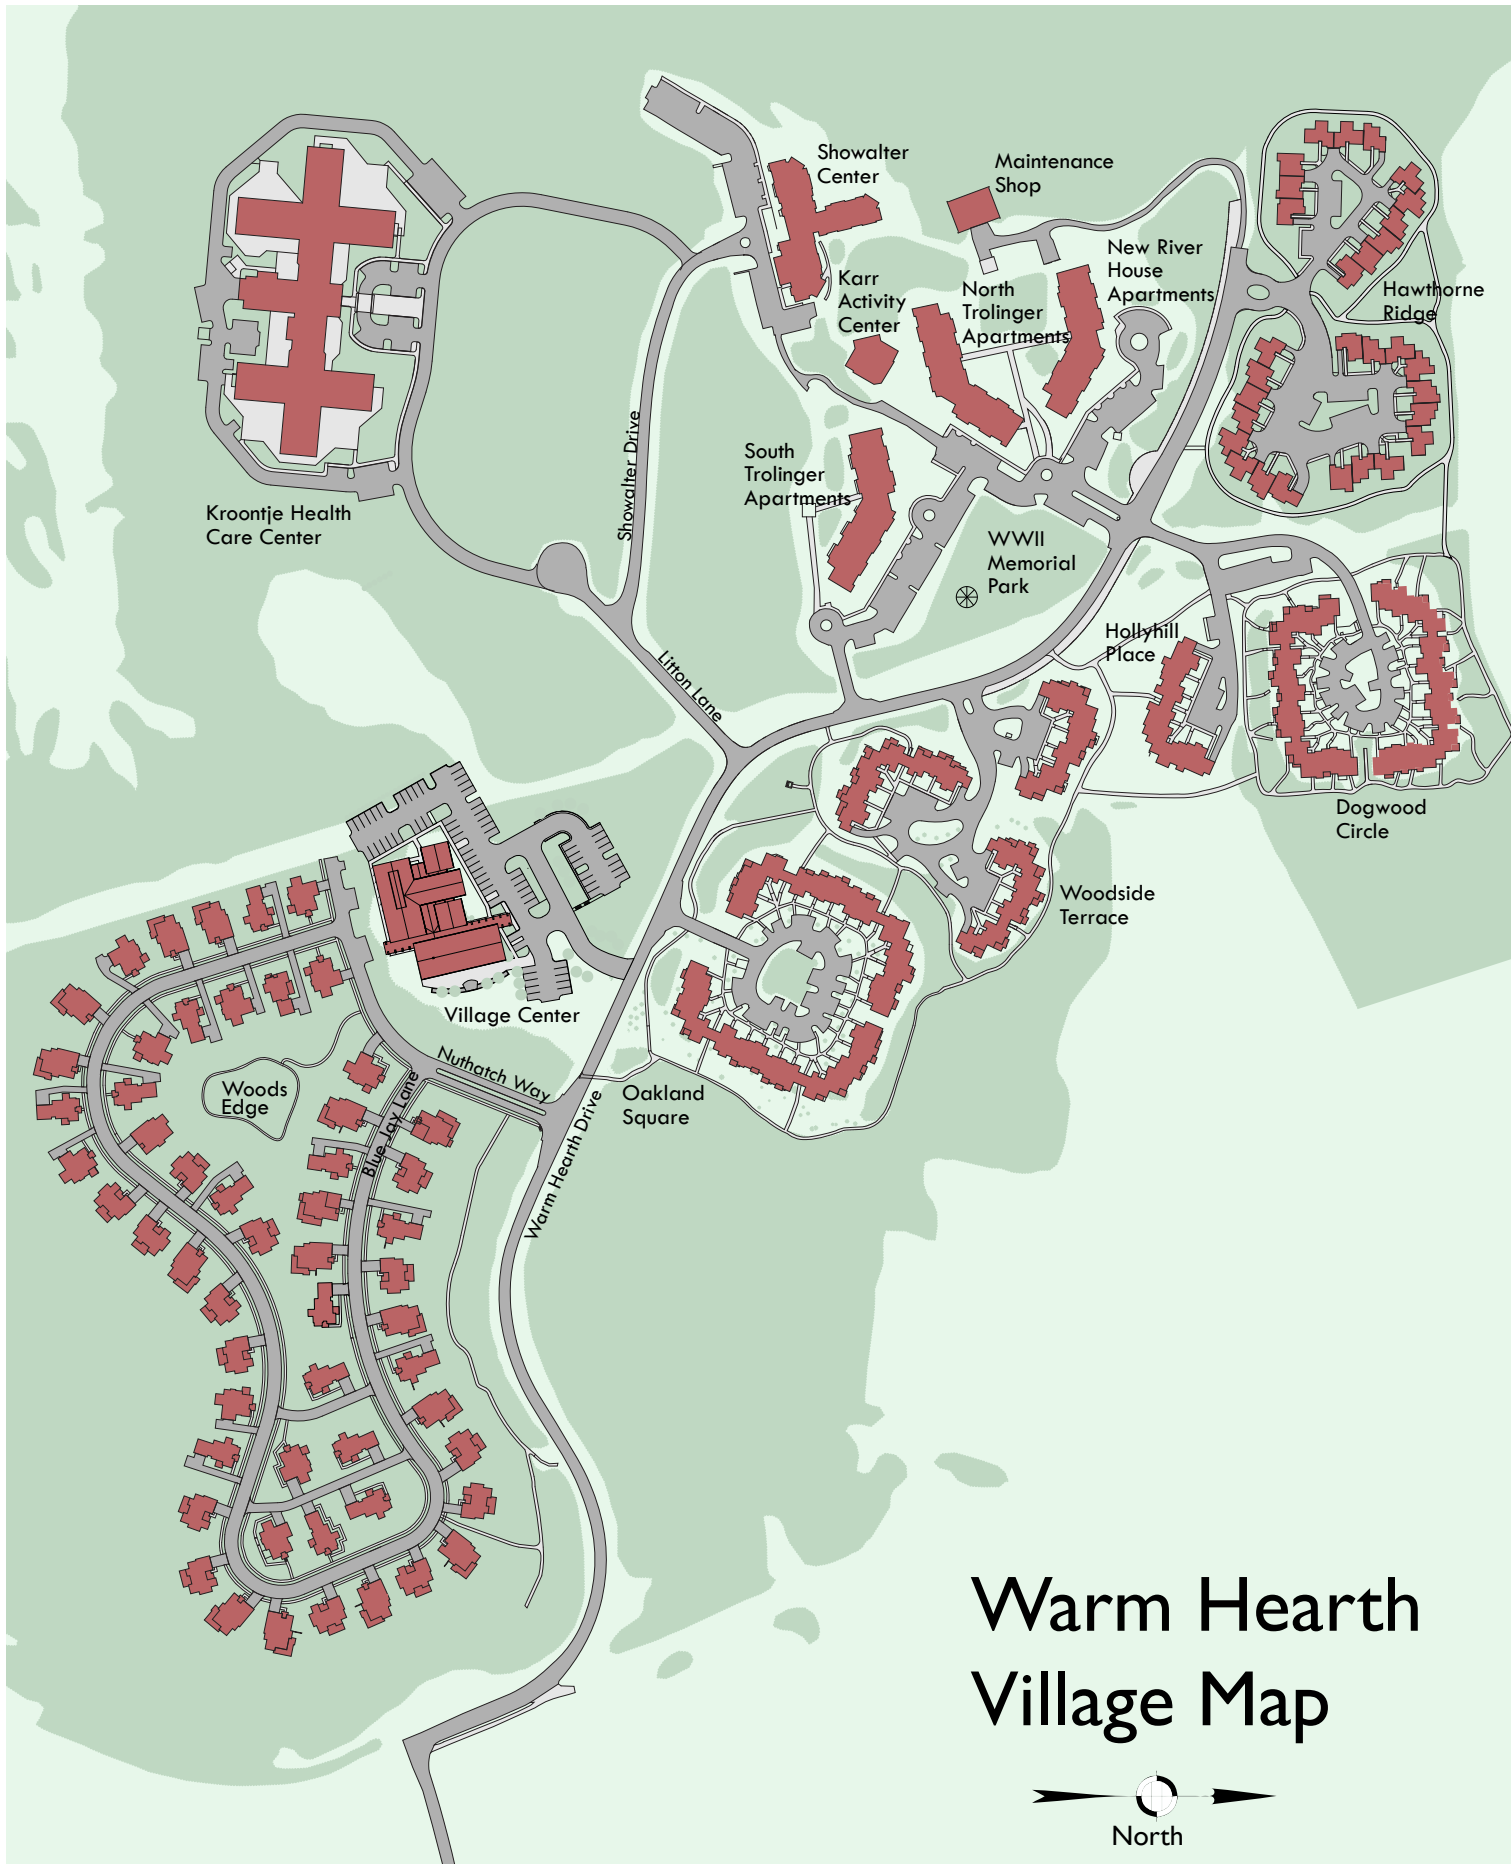 Showalter
Center
Maintenance
Shop
New River
House
Apartments
Karr
Activity
Center
North
Trolinger
Apartments
Hawthorne
Ridge
South
Trolinger
Apartments
Showalter Drive
Kroontje Health
Care Center
WWII
Memorial
Park
Hollyhill
Place
Litton Lane
Dogwood
Circle
Woodside
Terrace
Village Center
Nuthatch Way
Woods
Edge
Blue Jay Lane
Oakland
Square
Warm Hearth Drive
Warm Hearth
Village Map
North